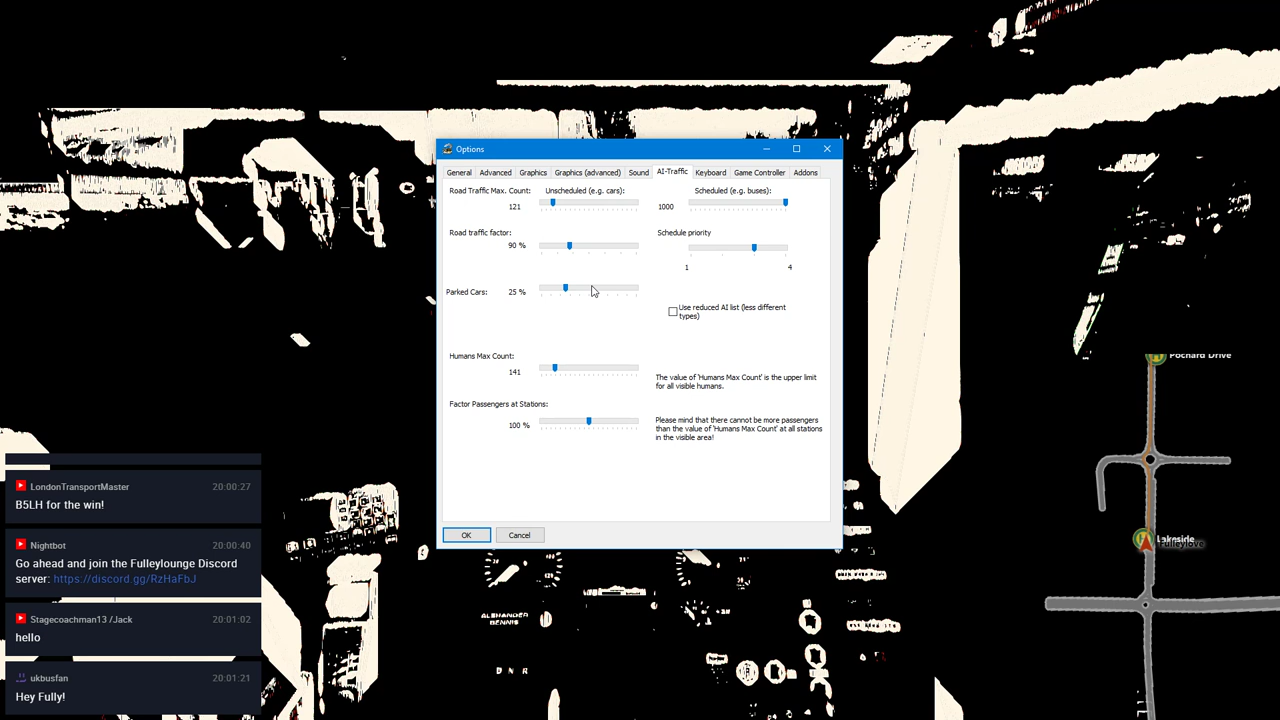 Options
General
Advanced
Graphics
Graphics (advanced)
Sound
AI-Traffic
Keyboard
Game Controller
Addons
Road Traffic Max. Count:
Unscheduled (e.g. cars):
Scheduled (e.g. buses):
121
1000
Road traffic factor:
Schedule priority
90 %
1
4
Parked Cars:
25 %
Use reduced AI list (less different
types)
Humans Max Count:
141
The value of 'Humans Max Count' is the upper limit
for all visible humans.
Factor Passengers at Stations:
100 %
Please mind that there cannot be more passengers
than the value of 'Humans Max Count' at all stations
in the visible area!
OK
Cancel
LondonTransportMaster
20:00:27
B5LH for the win!
Nightbot
20:00:40
Go ahead and join the Fulleylounge Discord
server: https://discord.gg/RzHaFbJ
Stagecoachman13 /Jack
20:01:02
hello
ukbusfan
20:01:21
Hey Fully!
Pochard Drive
Lakeside
Fulleylove
ALEXANDER
DENNIS
D N R